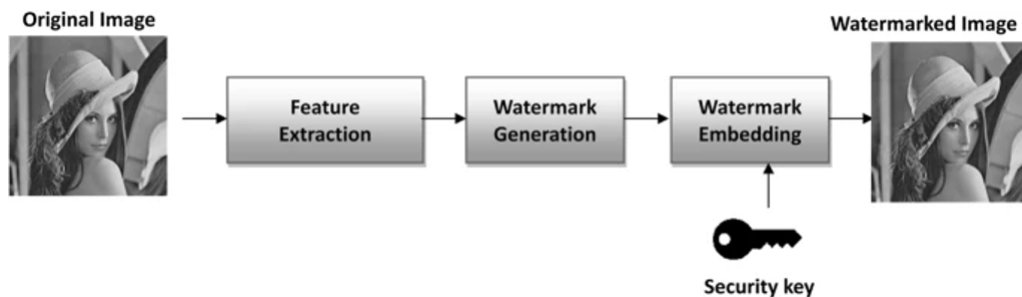 Original Image
Watermarked Image
Feature
Extraction
Watermark
Generation
Watermark
Embedding
Security key